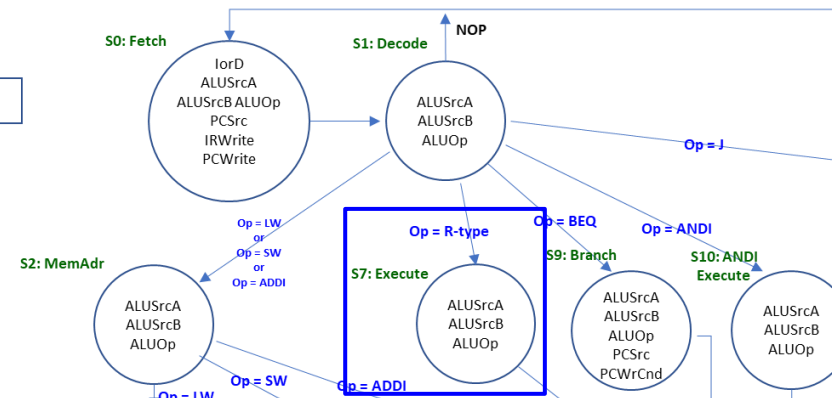 S0: Fetch
IorD
ALUSrcA
ALUSrcB ALUOp
PCSrc
IRWrite
PCWrite
S1: Decode
NOP
ALUSrcA
ALUSrcB
ALUOp
Op = J
Op = LW
or
Op = SW
or
Op = ADDI
Op = R-type
Op = BEQ
Op = ANDI
S2: MemAdr
ALUSrcA
ALUSrcB
ALUOp
S7: Execute
ALUSrcA
ALUSrcB
ALUOp
S9: Branch
ALUSrcA
ALUSrcB
ALUOp
PCSrc
PCWrCnd
S10: ANDI
Execute
ALUSrcA
ALUSrcB
ALUOp
Op = LW
Op = SW
Op = ADDI